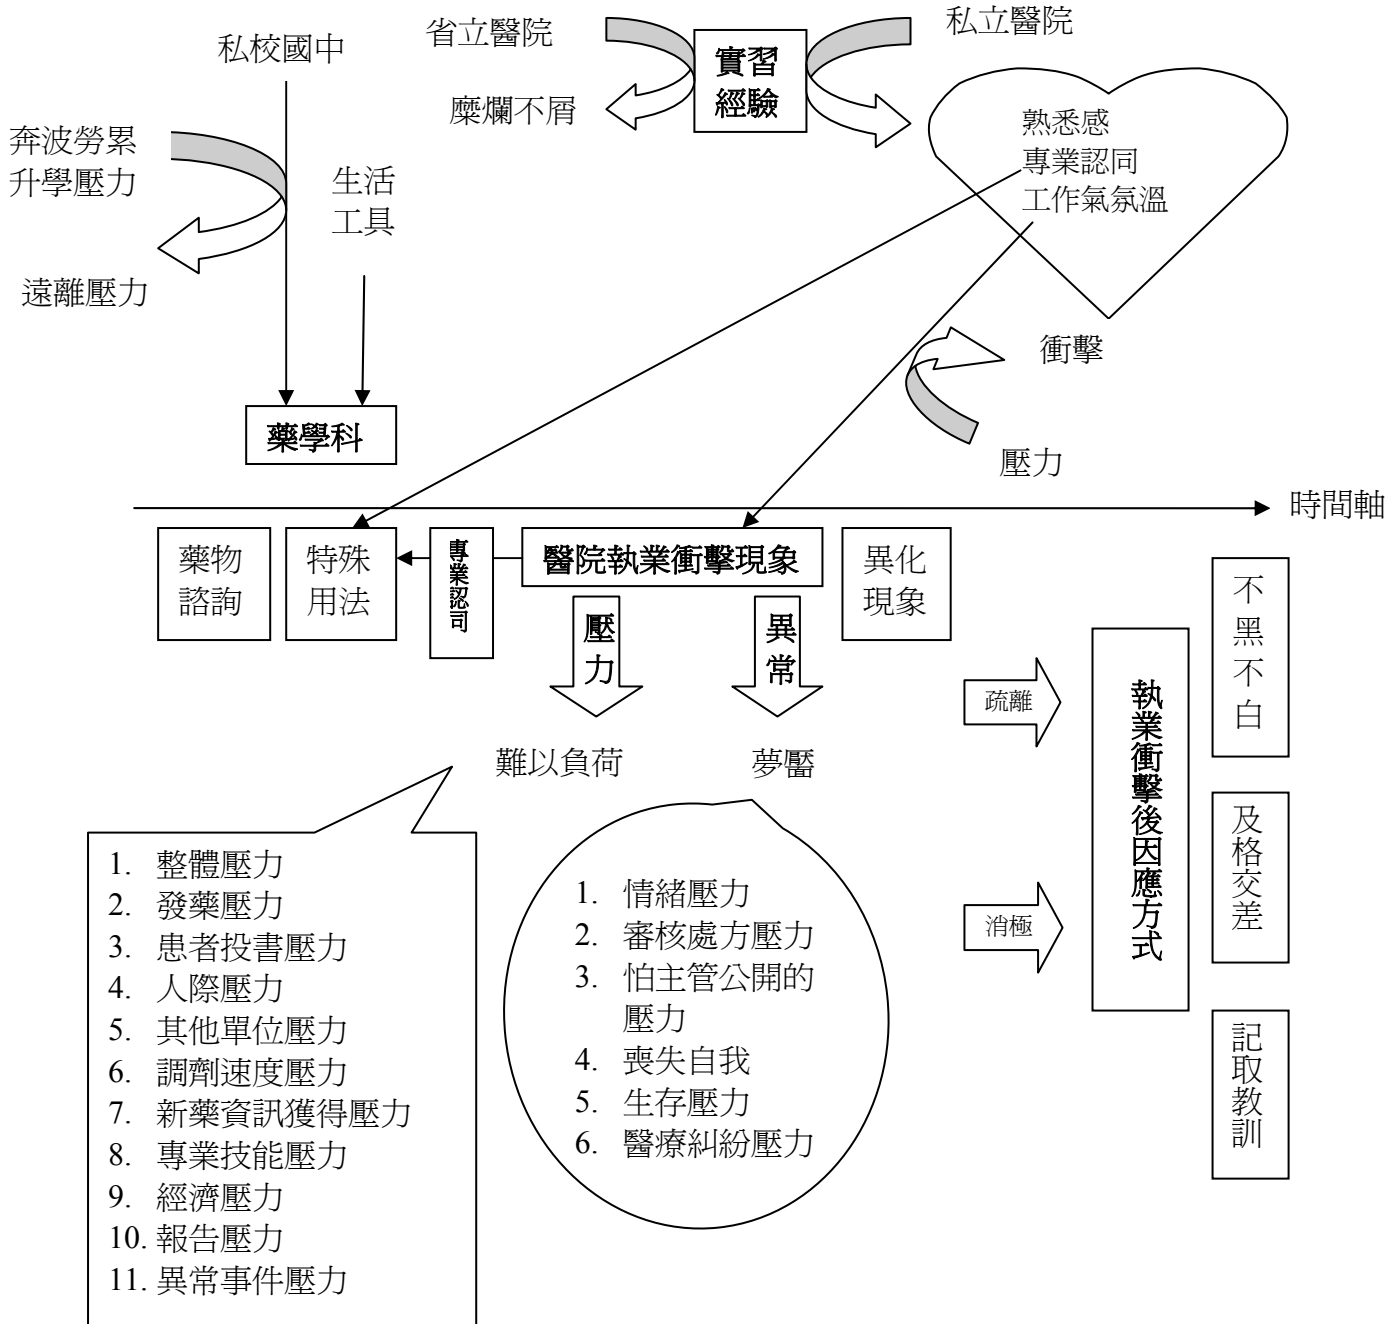 省立醫院
私立醫院
私校國中
實習
經驗
糜爛不屑
熟悉感
專業認同
工作氣氛溫
奔波勞累
升學壓力
生活
工具
遠離壓力
衝擊
藥學科
壓力
時間軸
藥物
諮詢
特殊
用法
專業認司
醫院執業衝擊現象
異化
現象
壓力
異常
難以負荷
夢靨
疏離
消極
執業衝擊後因應方式
不黑不白
及格交差
記取教訓
1. 整體壓力
2. 發藥壓力
3. 患者投書壓力
4. 人際壓力
5. 其他單位壓力
6. 調劑速度壓力
7. 新藥資訊獲得壓力
8. 專業技能壓力
9. 經濟壓力
10. 報告壓力
11. 異常事件壓力
1. 情緒壓力
2. 審核處方壓力
3. 怕主管公開的
壓力
4. 喪失自我
5. 生存壓力
6. 醫療糾紛壓力